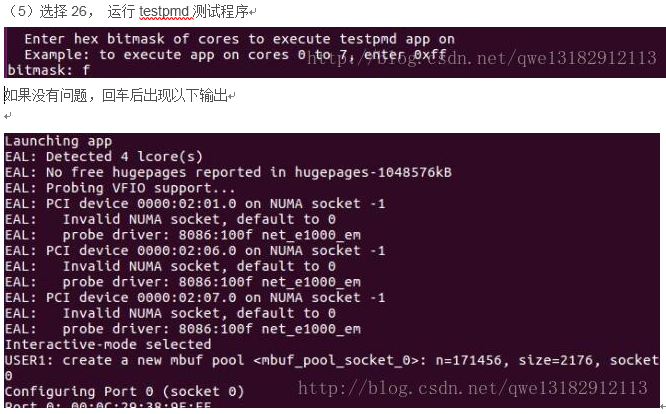 （5）选择 26， 运行 testpmd 测试程序
Enter hex bitmask of cores to execute testpmd app on
Example: to execute app on cores 0 to 7, enter 0xff
bitmask: f
http://blog.csdn.net/qwe13182912113
如果没有问题，回车后出现以下输出
Launching app
EAL: Detected 4 lcore(s)
EAL: No free hugepages reported in hugepages-1048576kB
EAL: Probing VFIO support...
EAL: PCI device 0000:02:01.0 on NUMA socket -1
EAL:   Invalid NUMA socket, default to 0
EAL:   probe driver: 8086:100f net_e1000_em
EAL: PCI device 0000:02:06.0 on NUMA socket -1
EAL:   Invalid NUMA socket, default to 0
EAL:   probe driver: 8086:100f net_e1000_em
EAL: PCI device 0000:02:07.0 on NUMA socket -1
EAL:   Invalid NUMA socket, default to 0
EAL:   probe driver: 8086:100f net_e1000_em
Interactive-mode selected
USER1: create a new mbuf pool <mbuf_pool_socket_0>: n=171456, size=2176, socket
0
Configuring Port 0 (socket 0)
http://blog.csdn.net/qwe13182912113
Port 0: